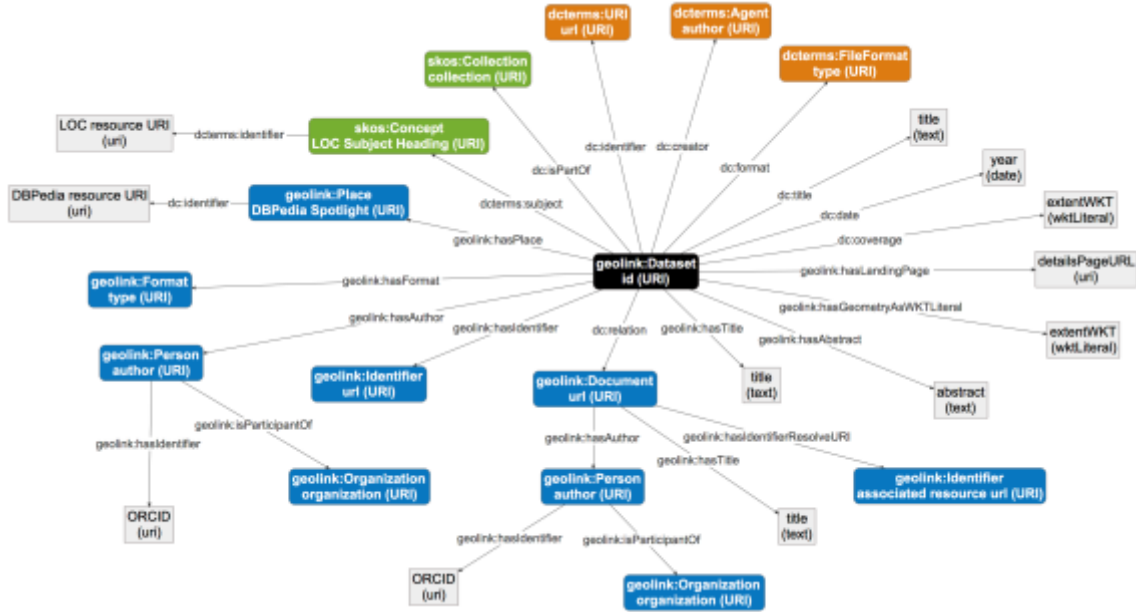 dcterms:URI
url (URI)
dcterms:Agent
author (URI)
dcterms:FileFormat
type (URI)
skos:Collection
collection (URI)
title
(text)
LOC resource URI
(uri)
dcterms:identifier
skos:Concept
LOC Subject Heading (URI)
dc:identifier
dc:creator
dc:format
dc:isPartOf
year
(date)
DBPedia resource URI
(uri)
dc:identifier
geolink:Place
DBPedia Spotlight (URI)
dcterms:subject
dc:title
dc:date
extentWKT
(wktLiteral)
geolink:hasPlace
dc:coverage
geolink:Dataset
id (URI)
geolink:hasLandingPage
detailsPageURL
(uri)
geolink:Format
type (URI)
geolink:hasFormat
geolink:hasGeometryAsWKTLiteral
geolink:hasAuthor
geolink:hasIdentifier
dc:relation
geolink:hasTitle
geolink:hasAbstract
extentWKT
(wktLiteral)
geolink:Person
author (URI)
geolink:Identifier
url (URI)
geolink:Document
url (URI)
title
(text)
abstract
(text)
geolink:isParticipantOf
geolink:hasIdentifier
geolink:hasAuthor
geolink:hasIdentifierResolveURI
geolink:hasTitle
geolink:Organization
organization (URI)
geolink:Person
author (URI)
geolink:Identifier
associated resource url (URI)
ORCID
(uri)
title
(text)
geolink:hasIdentifier
geolink:isParticipantOf
ORCID
(uri)
geolink:Organization
organization (URI)